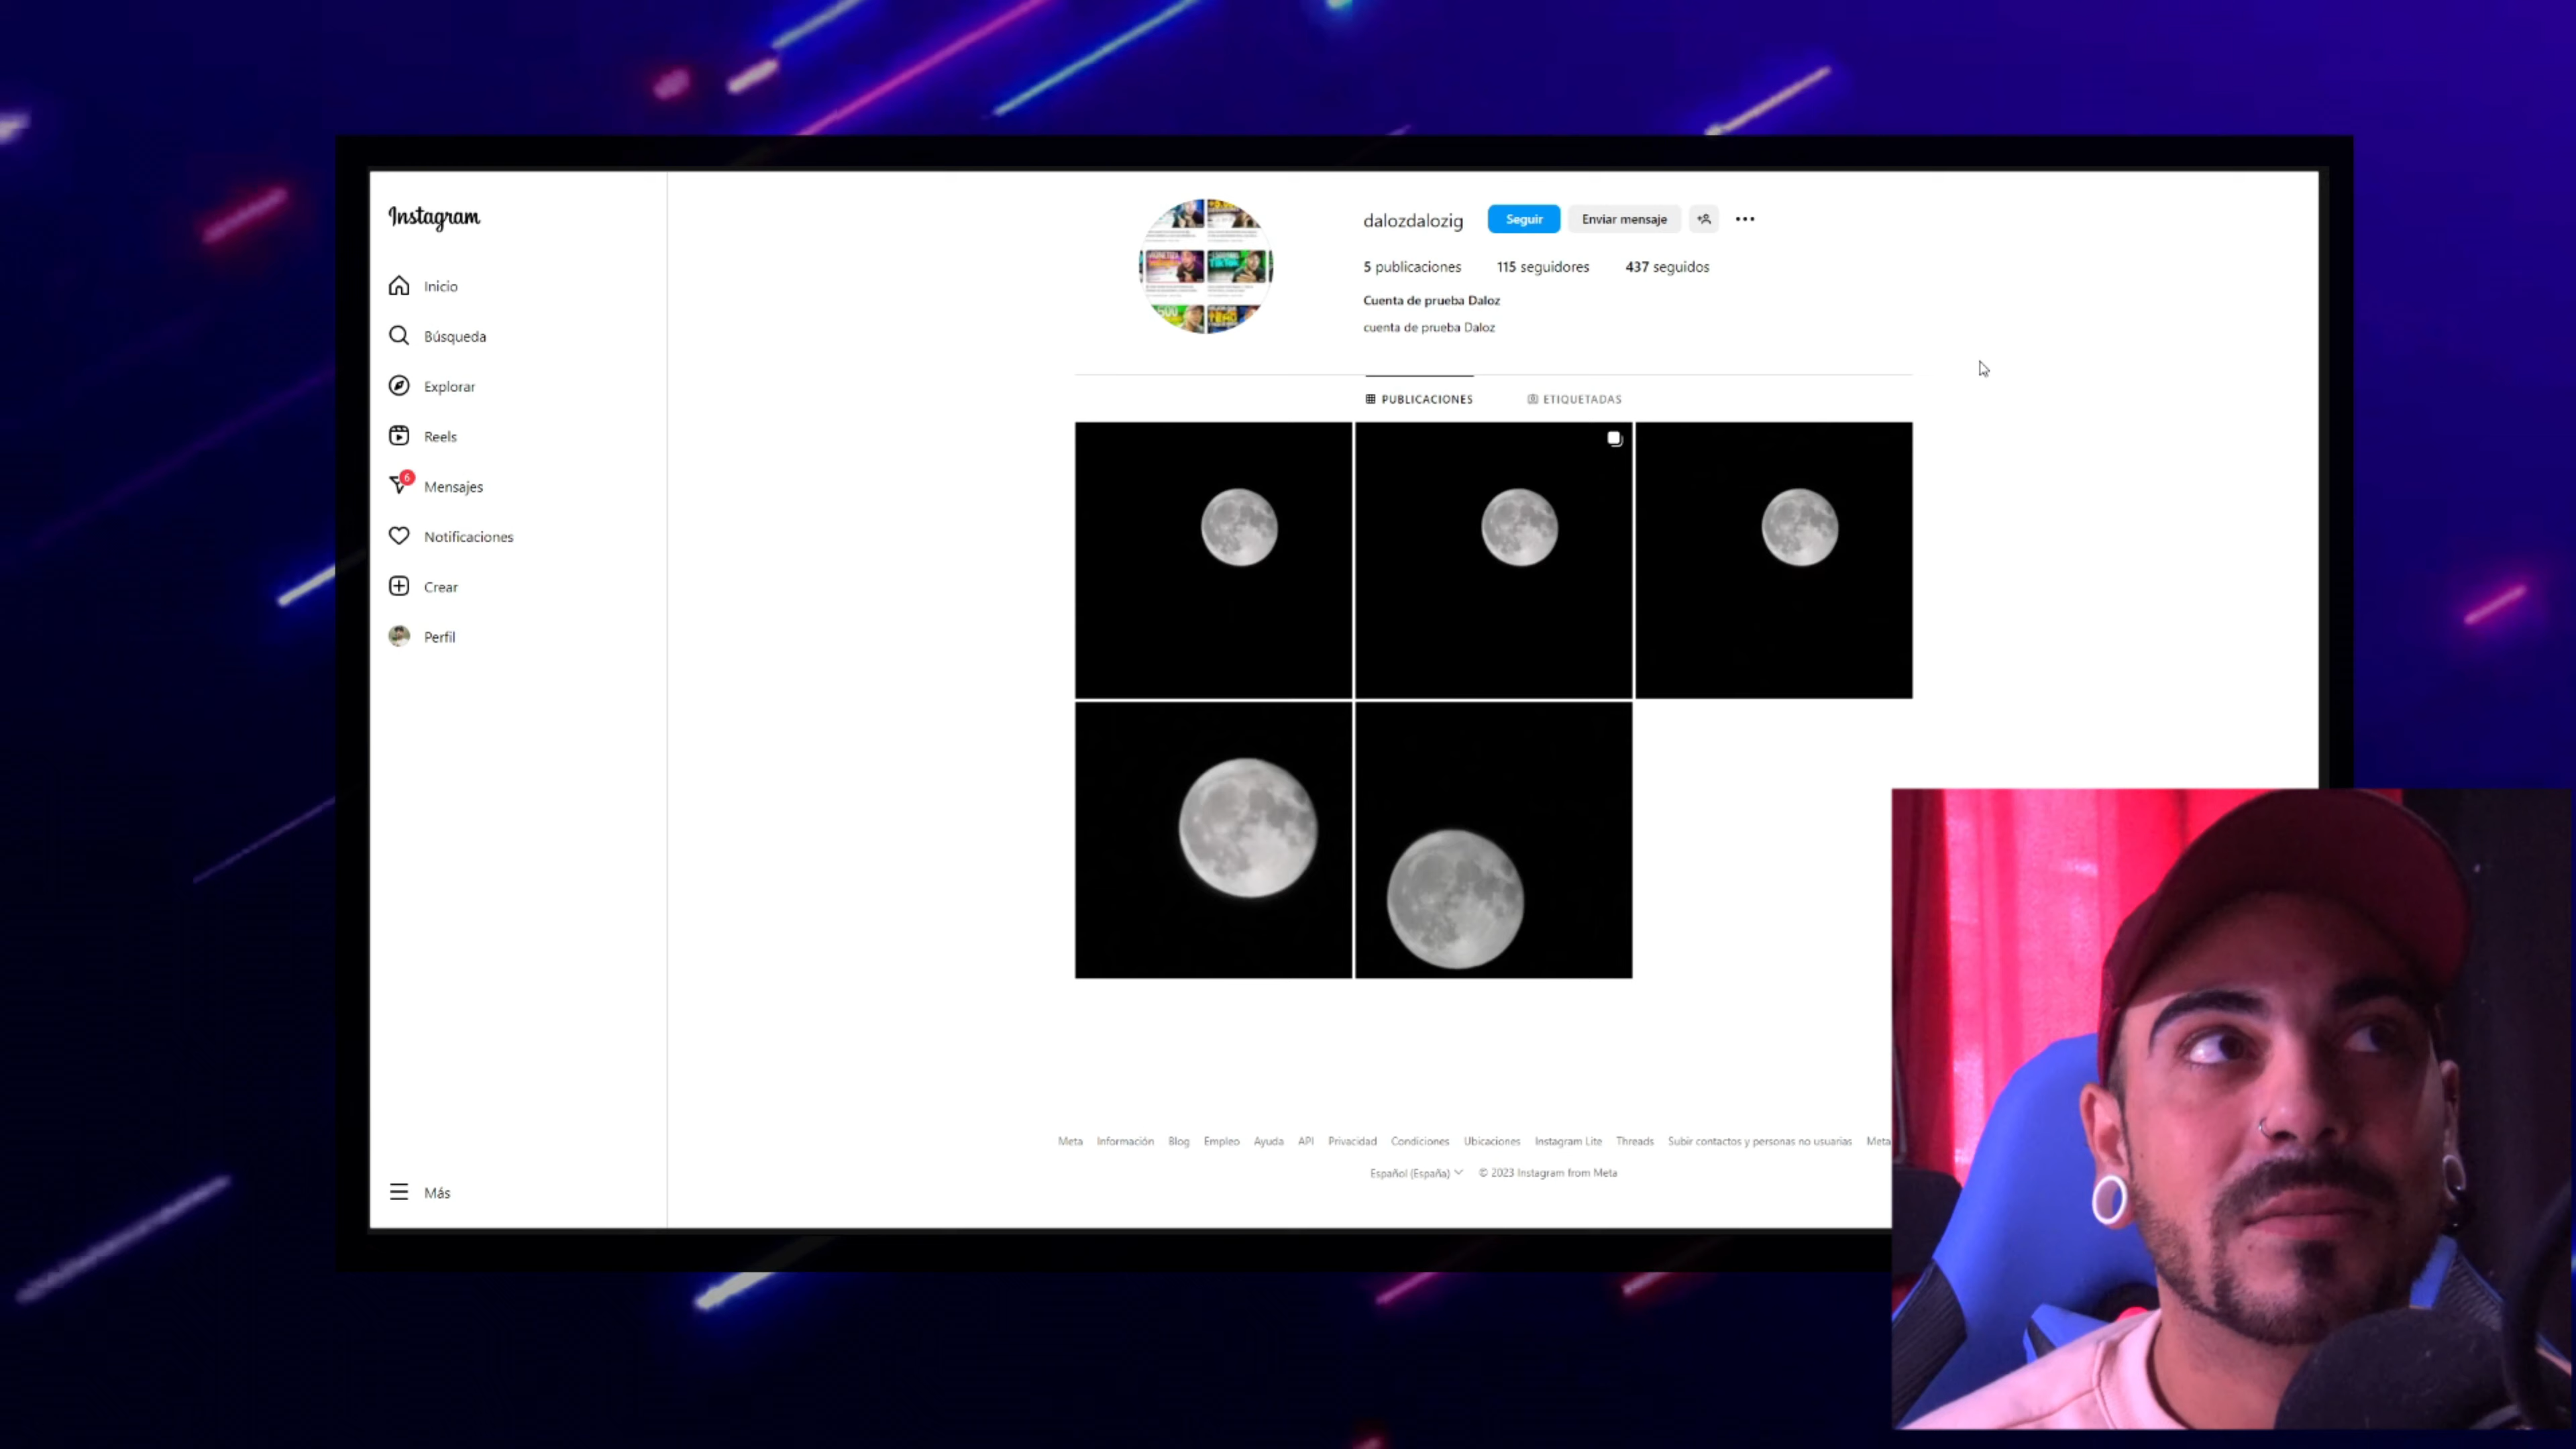 Instagram
Inicio
Búsqueda
Explorar
Reels
6
Mensajes
Notificaciones
Crear
Perfil
Más
dalozdalozig
Seguir
Enviar mensaje
5 publicaciones 115 seguidores 437 seguidos
Cuenta de prueba Daloz
cuenta de prueba Daloz
PUBLICACIONES ETIQUETADAS
Meta Información Blog Empleo Ayuda API Privacidad Condiciones Ubicaciones Instagram Lite Threads Subir contactos y personas no usuarias Meta
Español (España) © 2023 Instagram from Meta